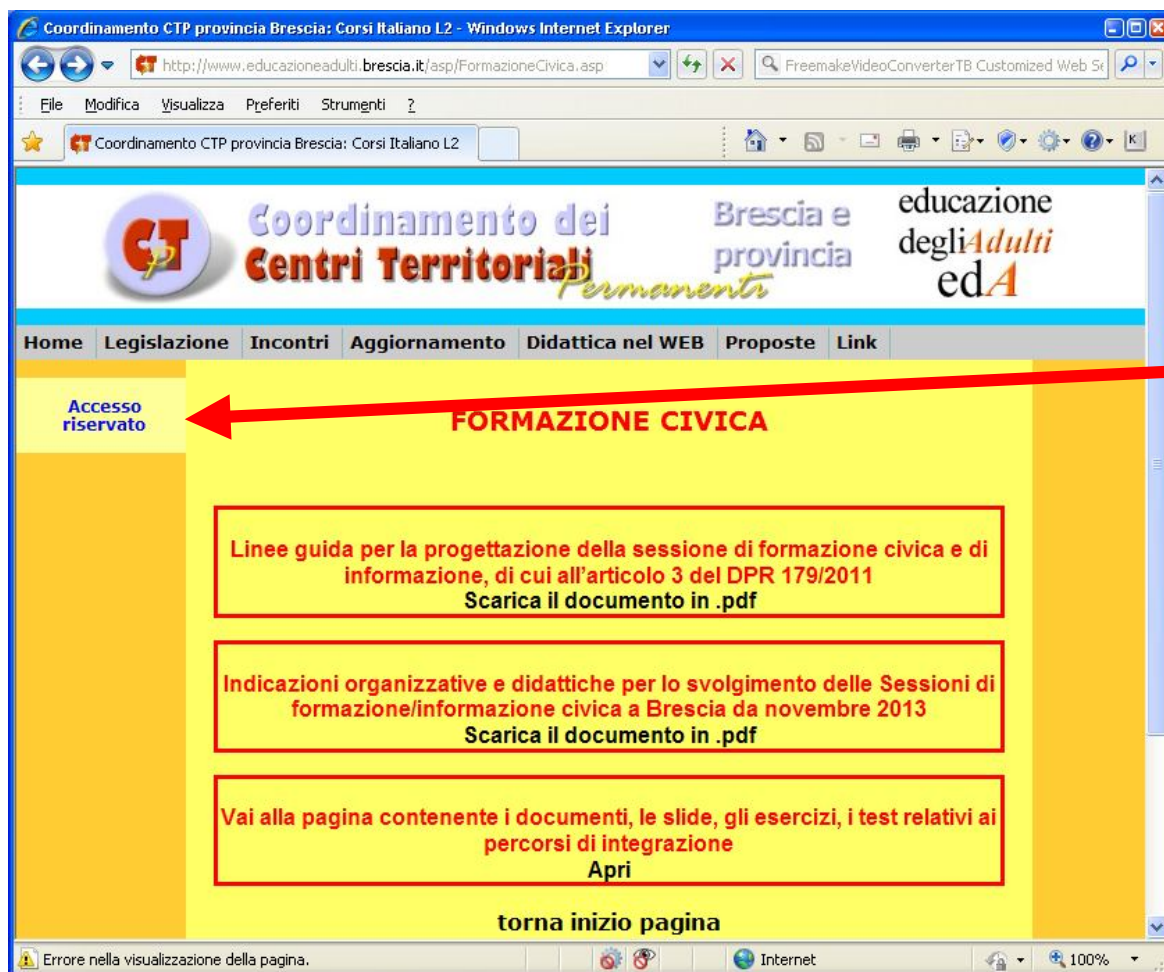 Coordinamento CTP provincia Brescia: Corsi Italiano L2 - Windows Internet Explorer
http://www.educazioneadulti.brescia.it/asp/FormazioneCivica.asp
FreemakeVideoConverterTB Customized Web Se
File Modifica Visualizza Preferiti Strumenti ?
Coordinamento CTP provincia Brescia: Corsi Italiano L2
CTP
Coordinamento dei
Centri Territoriali
Permanenti
Brescia e
provincia
educazione
degliAdulti
edA
Home Legislazione Incontri Aggiornamento Didattica nel WEB Proposte Link
Accesso
riservato
FORMAZIONE CIVICA
Linee guida per la progettazione della sessione di formazione civica e di
informazione, di cui all'articolo 3 del DPR 179/2011
Scarica il documento in .pdf
Indicazioni organizzative e didattiche per lo svolgimento delle Sessioni di
formazione/informazione civica a Brescia da novembre 2013
Scarica il documento in .pdf
Vai alla pagina contenente i documenti, le slide, gli esercizi, i test relativi ai
percorsi di integrazione
Apri
torna inizio pagina
Errore nella visualizzazione della pagina.
Internet
100%